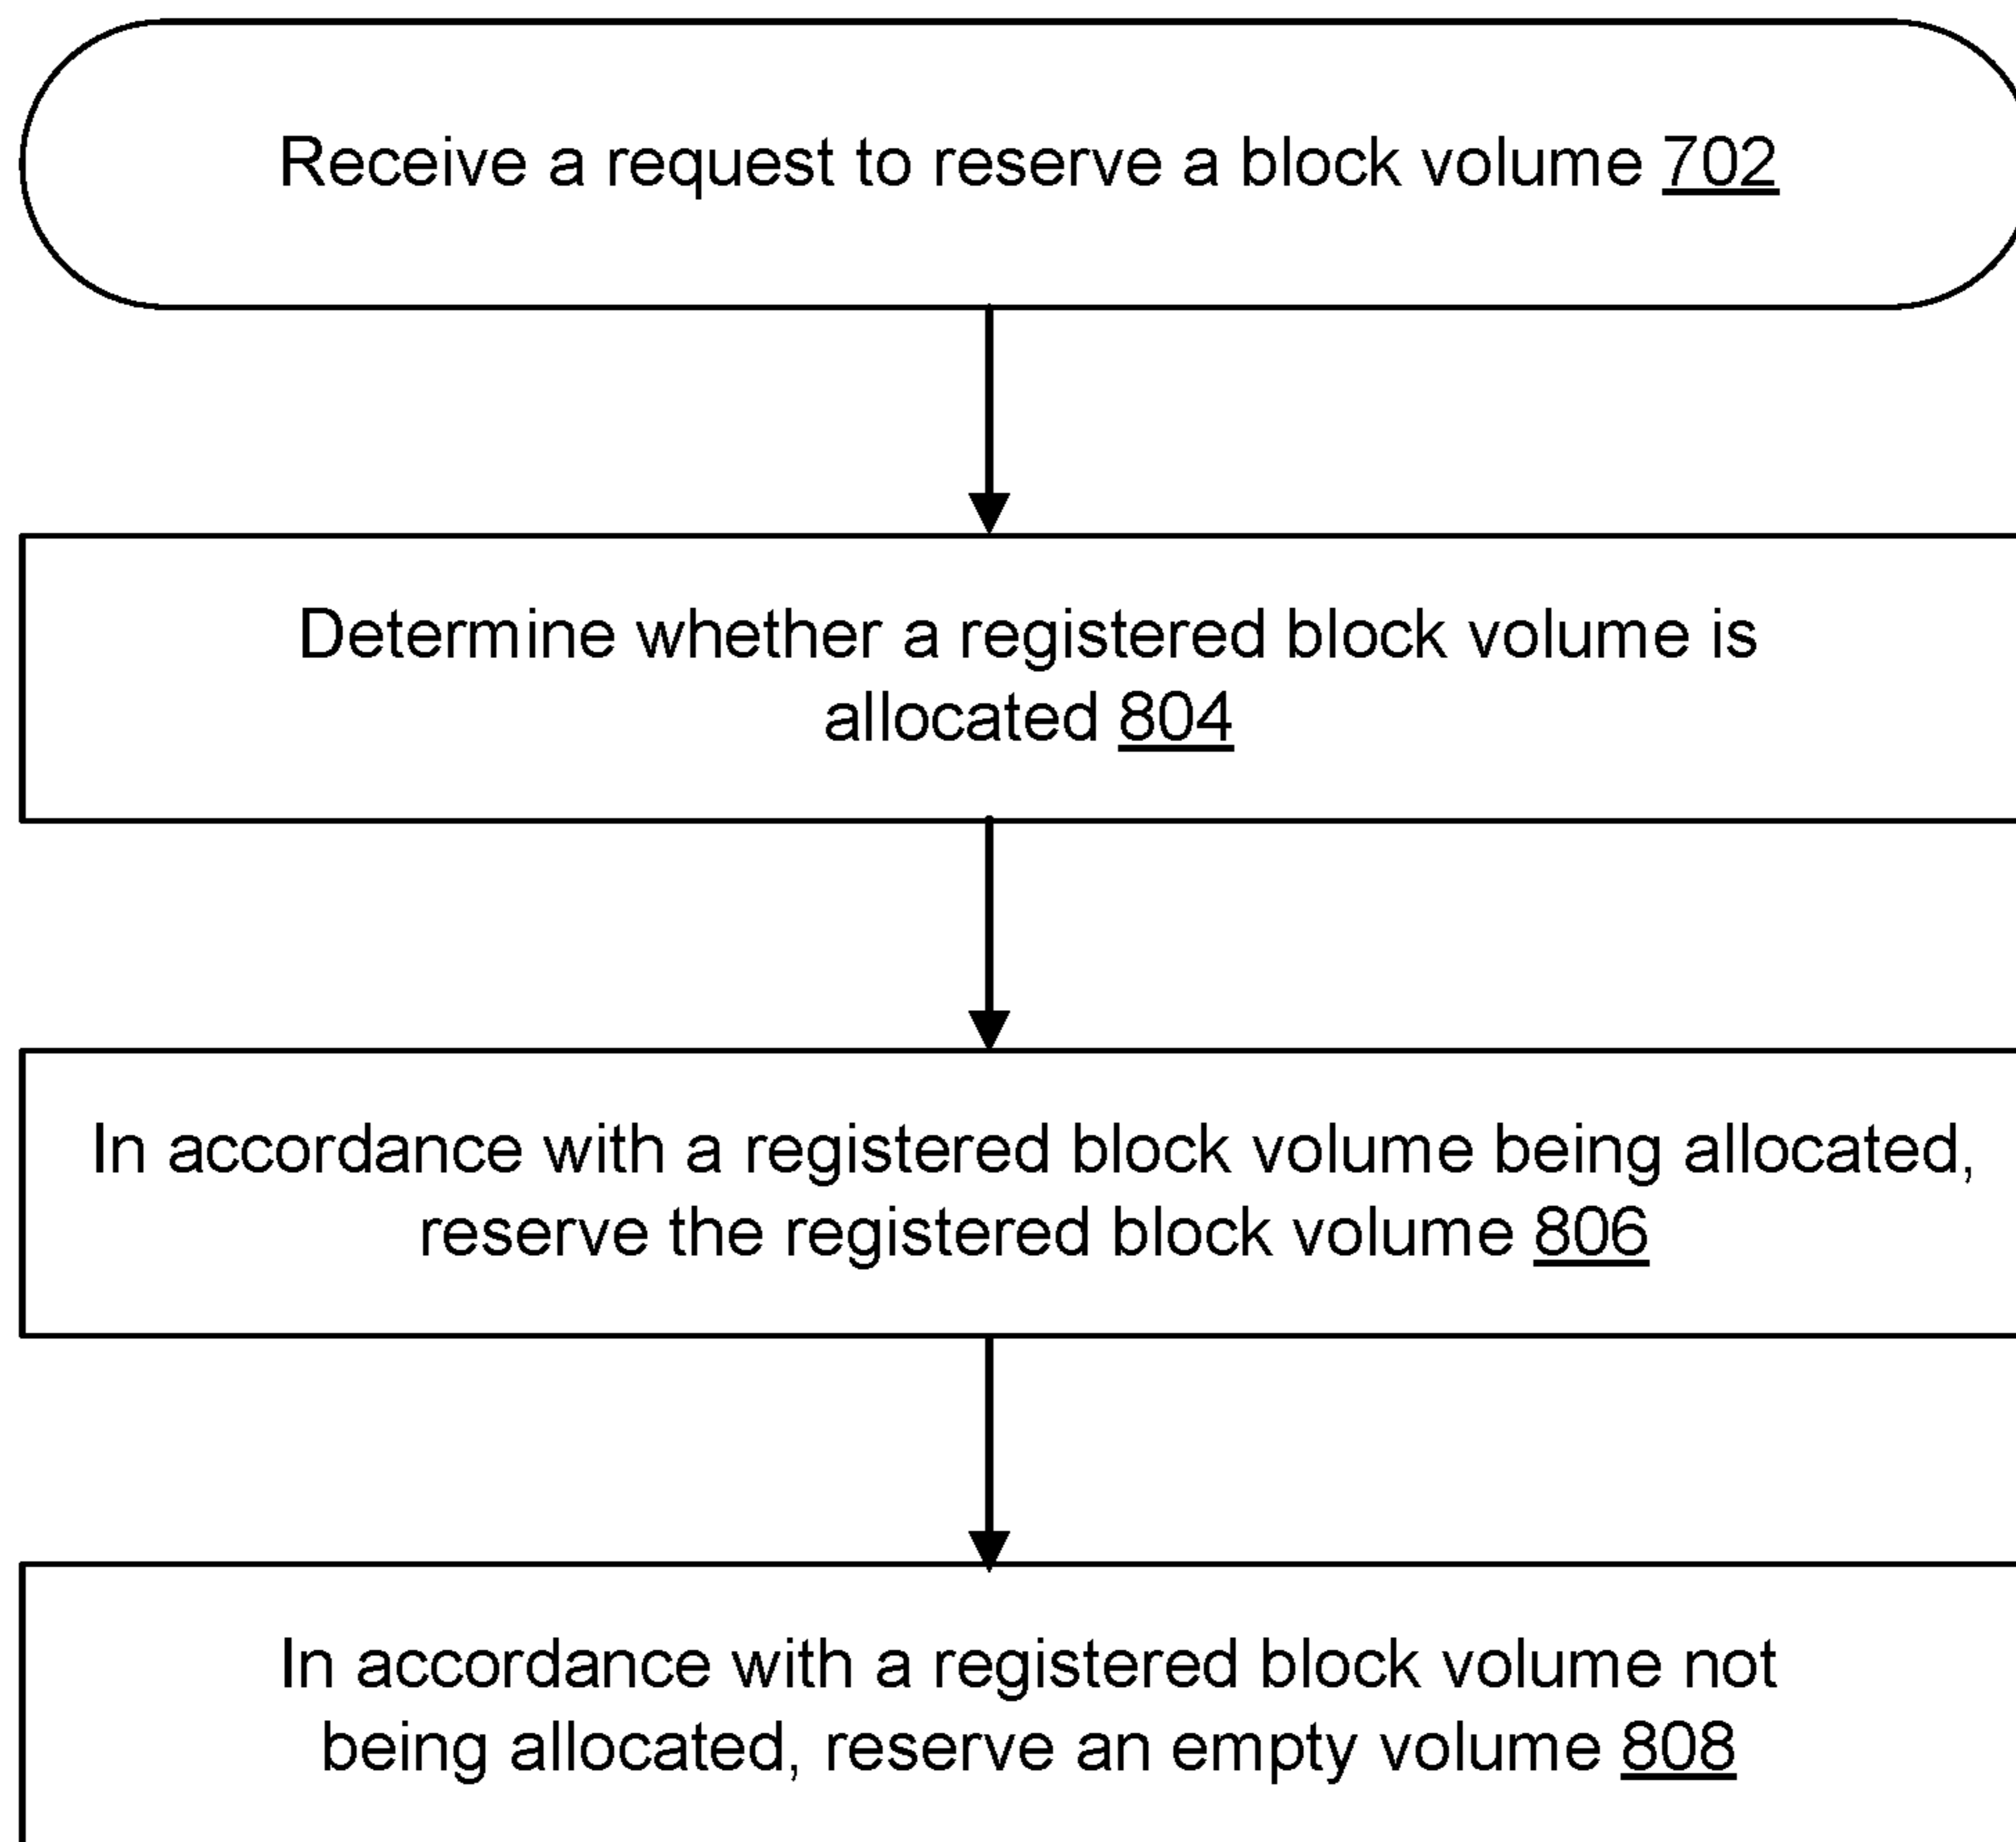 Receive a request to reserve a block volume 702
Determine whether a registered block volume is
allocated 804
In accordance with a registered block volume being allocated,
reserve the registered block volume 806
In accordance with a registered block volume not
being allocated, reserve an empty volume 808